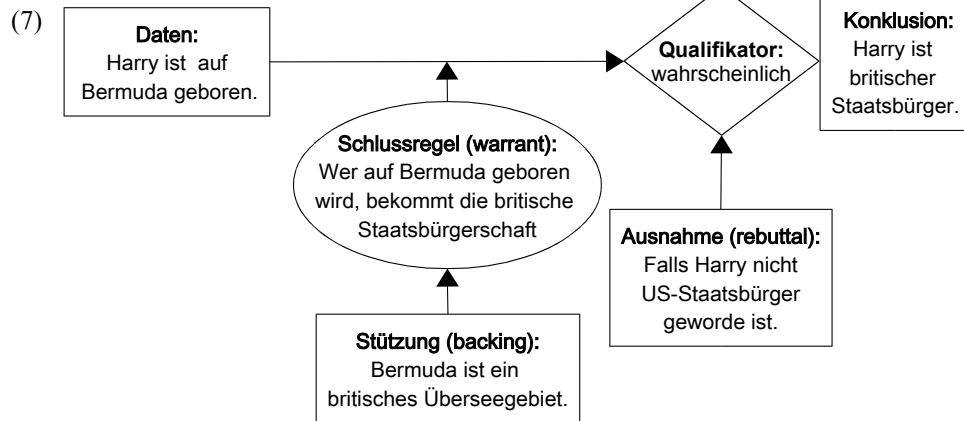 (7)
Daten:
Harry ist auf
Bermuda geboren.
Qualifikator:
wahrscheinlich
Konklusion:
Harry ist
britischer
Staatsbürger.
Schlussregel (warrant):
Wer auf Bermuda geboren
wird, bekommt die britische
Staatsbürgerschaft
Ausnahme (rebuttal):
Falls Harry nicht
US-Staatsbürger
geworde ist.
Stützung (backing):
Bermuda ist ein
britisches Überseegebiet.